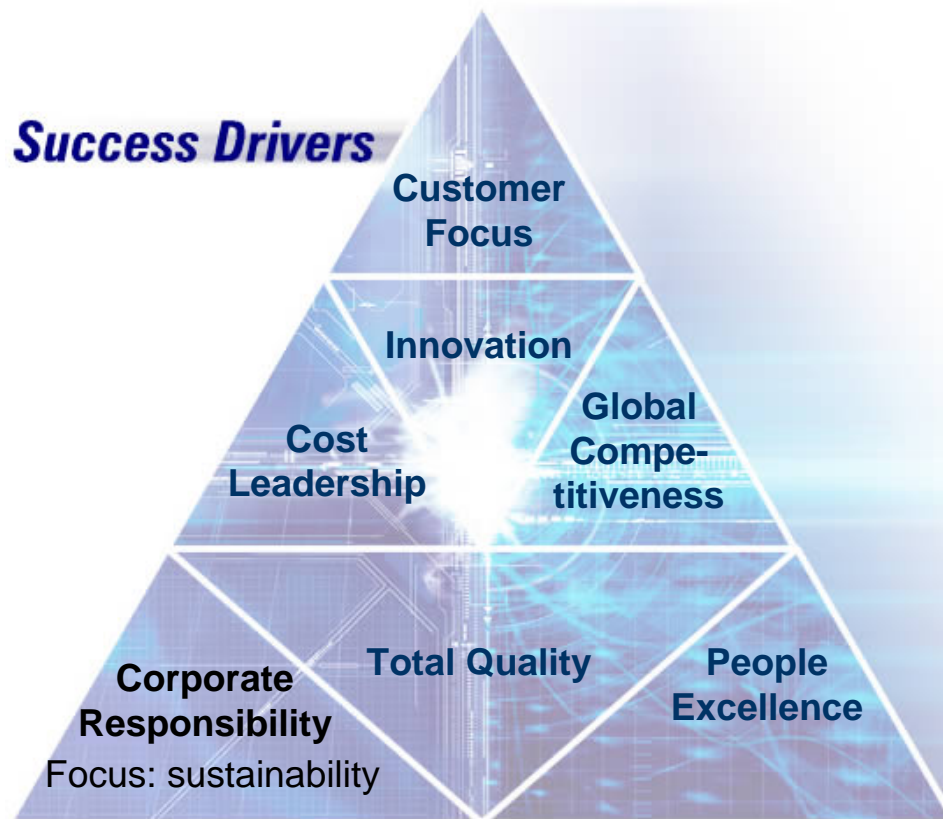 Success Drivers
Customer
Focus
Innovation
Cost
Leadership
Global
Compe-
titiveness
Corporate
Responsibility
Focus: sustainability
Total Quality
People
Excellence